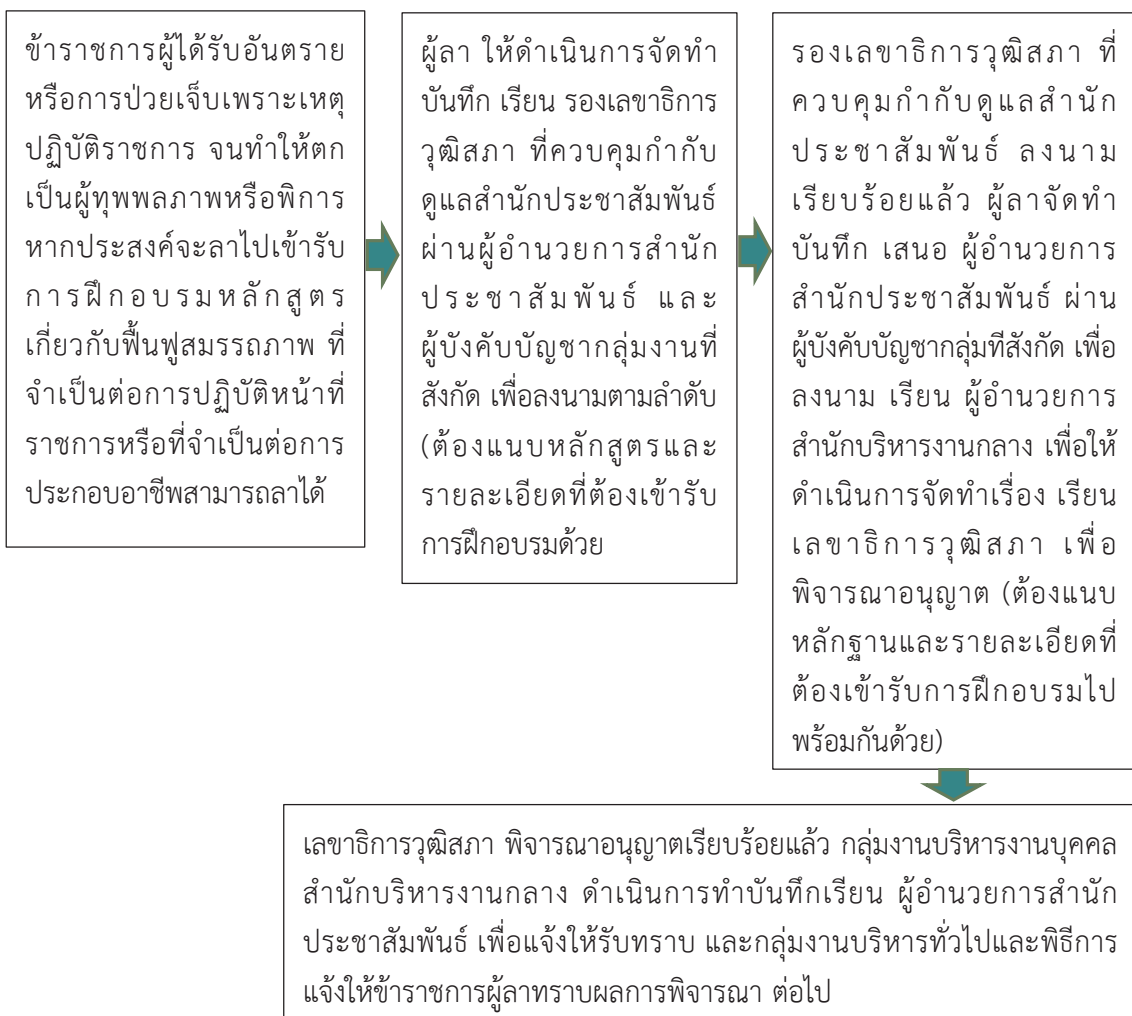 ข้าราชการผู้ได้รับอันตราย
หรือการป่วยเจ็บเพราะเหตุ
ปฏิบัติราชการ จนทำให้ตก
เป็นผู้ทุพพลภาพหรือพิการ
หากประสงค์จะลาไปเข้ารับ
การฝึกอบรมหลักสูตร
เกี่ยวกับฟื้นฟูสมรรถภาพ ที่
จำเป็นต่อการปฏิบัติหน้าที่
ราชการหรือที่จำเป็นต่อการ
ประกอบอาชีพสามารถลาได้
ผู้ลา ให้ดำเนินการจัดทำ
บันทึก เรียน รองเลขาธิการ
วุฒิสภา ที่ควบคุมกำกับ
ดูแลสำนักประชาสัมพันธ์
ผ่านผู้อำนวยการสำนัก
ประชาสัมพันธ์ และ
ผู้บังคับบัญชากลุ่มงานที่
สังกัด เพื่อลงนามตามลำดับ
(ต้องแนบหลักสูตรและ
รายละเอียดที่ต้องเข้ารับ
การฝึกอบรมด้วย
รองเลขาธิการวุฒิสภา ที่
ควบคุมกำกับดูแลสำนัก
ประชาสัมพันธ์ ลงนาม
เรียบร้อยแล้ว ผู้ลาจัดทำ
บันทึก เสนอ ผู้อำนวยการ
สำนักประชาสัมพันธ์ ผ่าน
ผู้บังคับบัญชากลุ่มทีสังกัด เพื่อ
ลงนาม เรียน ผู้อำนวยการ
สำนักบริหารงานกลาง เพื่อให้
ดำเนินการจัดทำเรื่อง เรียน
เลขาธิการวุฒิสภา เพื่อ
พิจารณาอนุญาต (ต้องแนบ
หลักฐานและรายละเอียดที่
ต้องเข้ารับการฝึกอบรมไป
พร้อมกันด้วย)
เลขาธิการวุฒิสภา พิจารณาอนุญาตเรียบร้อยแล้ว กลุ่มงานบริหารงานบุคคล
สำนักบริหารงานกลาง ดำเนินการทำบันทึกเรียน ผู้อำนวยการสำนัก
ประชาสัมพันธ์ เพื่อแจ้งให้รับทราบ และกลุ่มงานบริหารทั่วไปและพิธีการ
แจ้งให้ข้าราชการผู้ลาทราบผลการพิจารณา ต่อไป